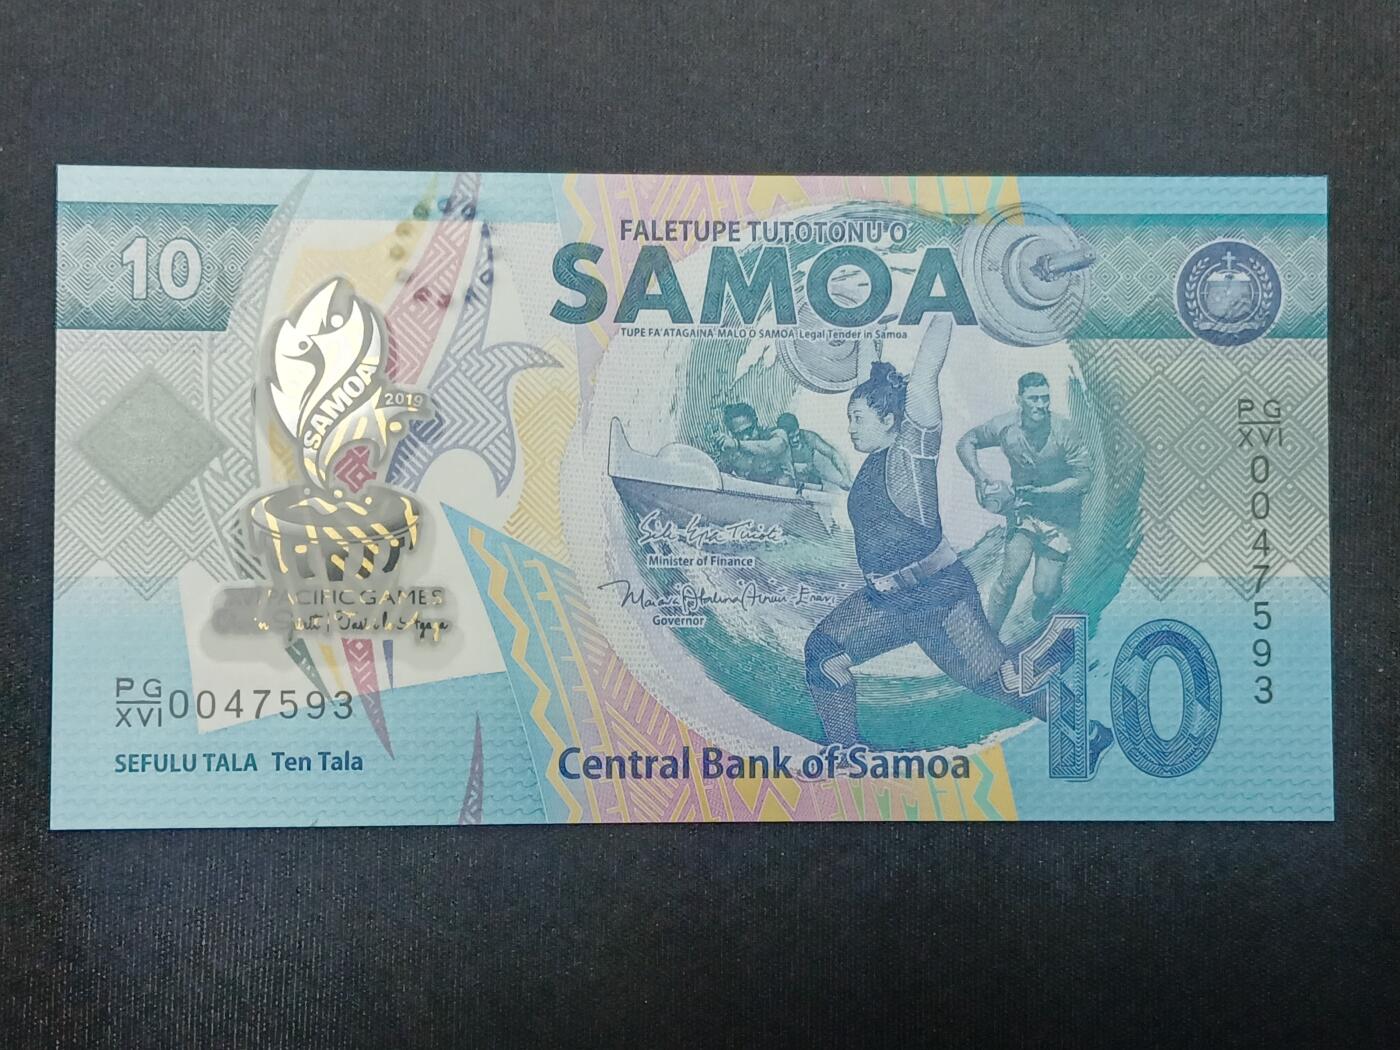 10
FALETUPE TUTOTONU O
SAMOA
TUPE FA'ATAGAINA MALO O SAMOA Legal Tender in Samoa
SAMOA
2019
XVI PACIFIC GAMES
PG
XVI
0047593
Minister of Finance
Governor
PG
XVI 0047593
SEFULU TALA Ten Tala
Central Bank of Samoa
10